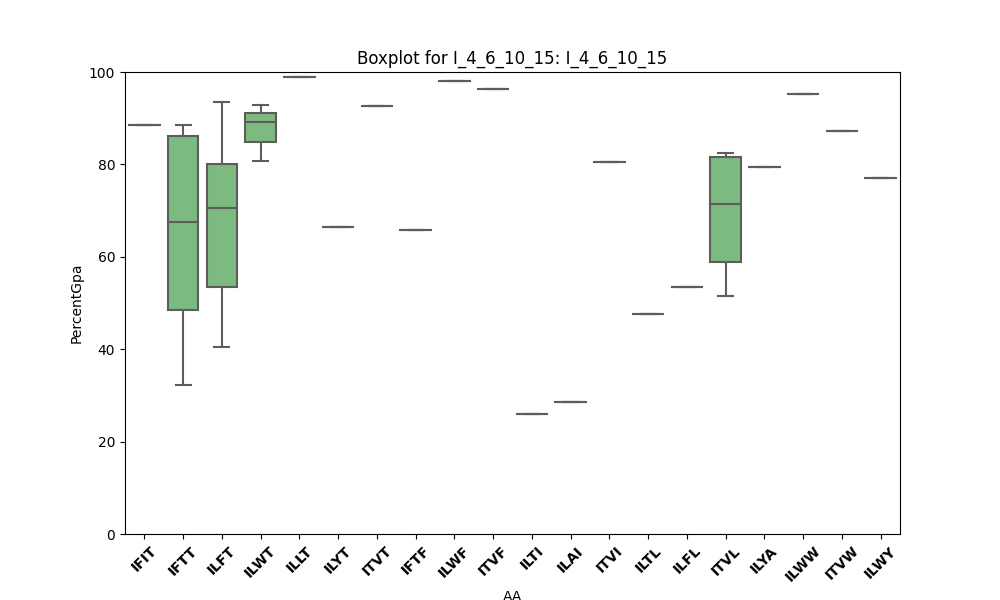 Boxplot for I_4_6_10_15: I_4_6_10_15
100
80
60
40
20
0
PercentGpa
IFIT IFTT ILFT ILWT ILLT ILYT ITVT IFTF ILWF ITVF ILTI ILAI ITVI ILTL ILFL ITVL ILYA ILWW ITVW ILWY
AA